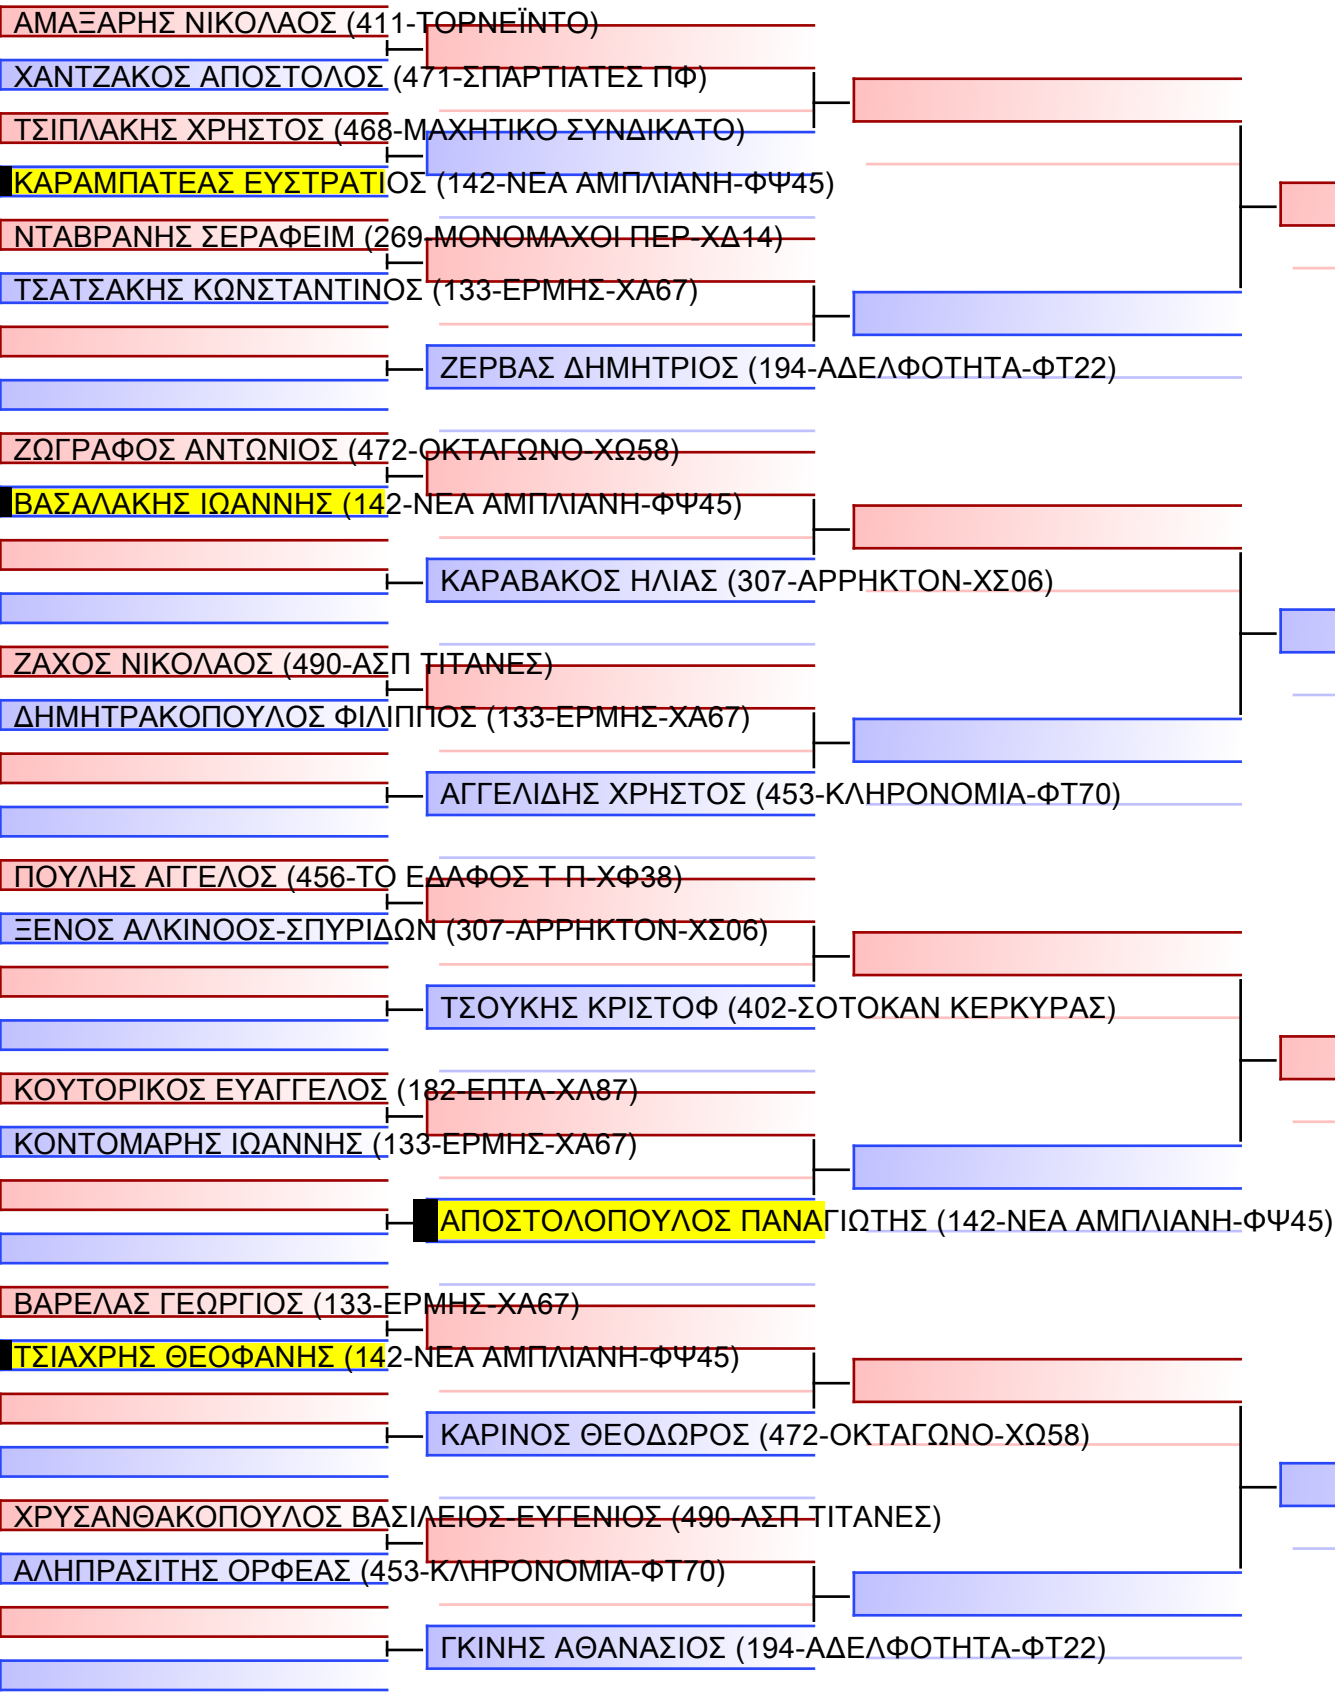 ΑΜΑΞΑΡΗΣ ΝΙΚΟΛΑΟΣ (411-ΤΟΡΝΕΪΝΤΟ)
ΧΑΝΤΖΑΚΟΣ ΑΠΟΣΤΟΛΟΣ (471-ΣΠΑΡΤΙΑΤΕΣ ΠΦ)
ΤΣΙΠΛΑΚΗΣ ΧΡΗΣΤΟΣ (468-ΜΑΧΗΤΙΚΟ ΣΥΝΔΙΚΑΤΟ)
ΚΑΡΑΜΠΑΤΕΑΣ ΕΥΣΤΡΑΤΙΟΣ (142-ΝΕΑ ΑΜΠΛΙΑΝΗ-ΦΨ45)
ΝΤΑΒΡΑΝΗΣ ΣΕΡΑΦΕΙΜ (269-ΜΟΝΟΜΑΧΟΙ ΠΕΡ-ΧΔ14)
ΤΣΑΤΣΑΚΗΣ ΚΩΝΣΤΑΝΤΙΝΟΣ (133-ΕΡΜΗΣ-ΧΑ67)
ΖΕΡΒΑΣ ΔΗΜΗΤΡΙΟΣ (194-ΑΔΕΛΦΟΤΗΤΑ-ΦΤ22)
ΖΩΓΡΑΦΟΣ ΑΝΤΩΝΙΟΣ (472-ΟΚΤΑΓΩΝΟ-ΧΩ58)
ΒΑΣΑΛΑΚΗΣ ΙΩΑΝΝΗΣ (142-ΝΕΑ ΑΜΠΛΙΑΝΗ-ΦΨ45)
ΚΑΡΑΒΑΚΟΣ ΗΛΙΑΣ (307-ΑΡΡΗΚΤΟΝ-ΧΣ06)
ΖΑΧΟΣ ΝΙΚΟΛΑΟΣ (490-ΑΣΠ ΤΙΤΑΝΕΣ)
ΔΗΜΗΤΡΑΚΟΠΟΥΛΟΣ ΦΙΛΙΠΠΟΣ (133-ΕΡΜΗΣ-ΧΑ67)
ΑΓΓΕΛΙΔΗΣ ΧΡΗΣΤΟΣ (453-ΚΛΗΡΟΝΟΜΙΑ-ΦΤ70)
ΠΟΥΛΗΣ ΑΓΓΕΛΟΣ (456-ΤΟ ΕΔΑΦΟΣ Τ Π-ΧΦ38)
ΞΕΝΟΣ ΑΛΚΙΝΟΟΣ-ΣΠΥΡΙΔΩΝ (307-ΑΡΡΗΚΤΟΝ-ΧΣ06)
ΤΣΟΥΚΗΣ ΚΡΙΣΤΟΦ (402-ΣΟΤΟΚΑΝ ΚΕΡΚΥΡΑΣ)
ΚΟΥΤΟΡΙΚΟΣ ΕΥΑΓΓΕΛΟΣ (182-ΕΠΤΑ-ΧΛ87)
ΚΟΝΤΟΜΑΡΗΣ ΙΩΑΝΝΗΣ (133-ΕΡΜΗΣ-ΧΑ67)
ΑΠΟΣΤΟΛΟΠΟΥΛΟΣ ΠΑΝΑΓΙΩΤΗΣ (142-ΝΕΑ ΑΜΠΛΙΑΝΗ-ΦΨ45)
ΒΑΡΕΛΑΣ ΓΕΩΡΓΙΟΣ (133-ΕΡΜΗΣ-ΧΑ67)
ΤΣΙΑΧΡΗΣ ΘΕΟΦΑΝΗΣ (142-ΝΕΑ ΑΜΠΛΙΑΝΗ-ΦΨ45)
ΚΑΡΙΝΟΣ ΘΕΟΔΩΡΟΣ (472-ΟΚΤΑΓΩΝΟ-ΧΩ58)
ΧΡΥΣΑΝΘΑΚΟΠΟΥΛΟΣ ΒΑΣΙΛΕΙΟΣ-ΕΥΓΕΝΙΟΣ (490-ΑΣΠ ΤΙΤΑΝΕΣ)
ΑΛΗΠΡΑΣΙΤΗΣ ΟΡΦΕΑΣ (453-ΚΛΗΡΟΝΟΜΙΑ-ΦΤ70)
ΓΚΙΝΗΣ ΑΘΑΝΑΣΙΟΣ (194-ΑΔΕΛΦΟΤΗΤΑ-ΦΤ22)